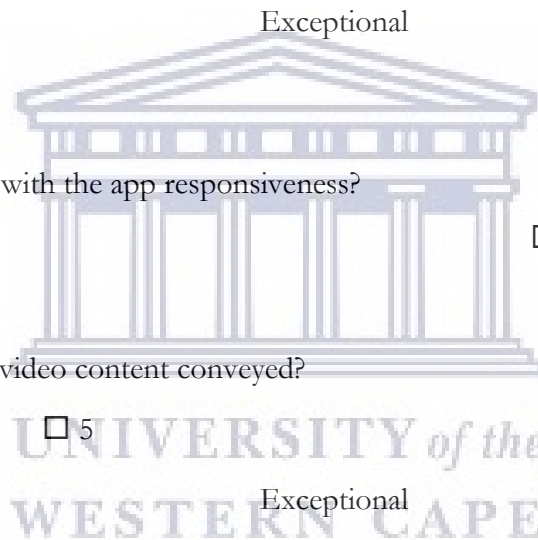 Exceptional
with the app responsiveness?
video content conveyed?
☐ 5
UNIVERSITY of the
Exceptional
WESTERN CAPE